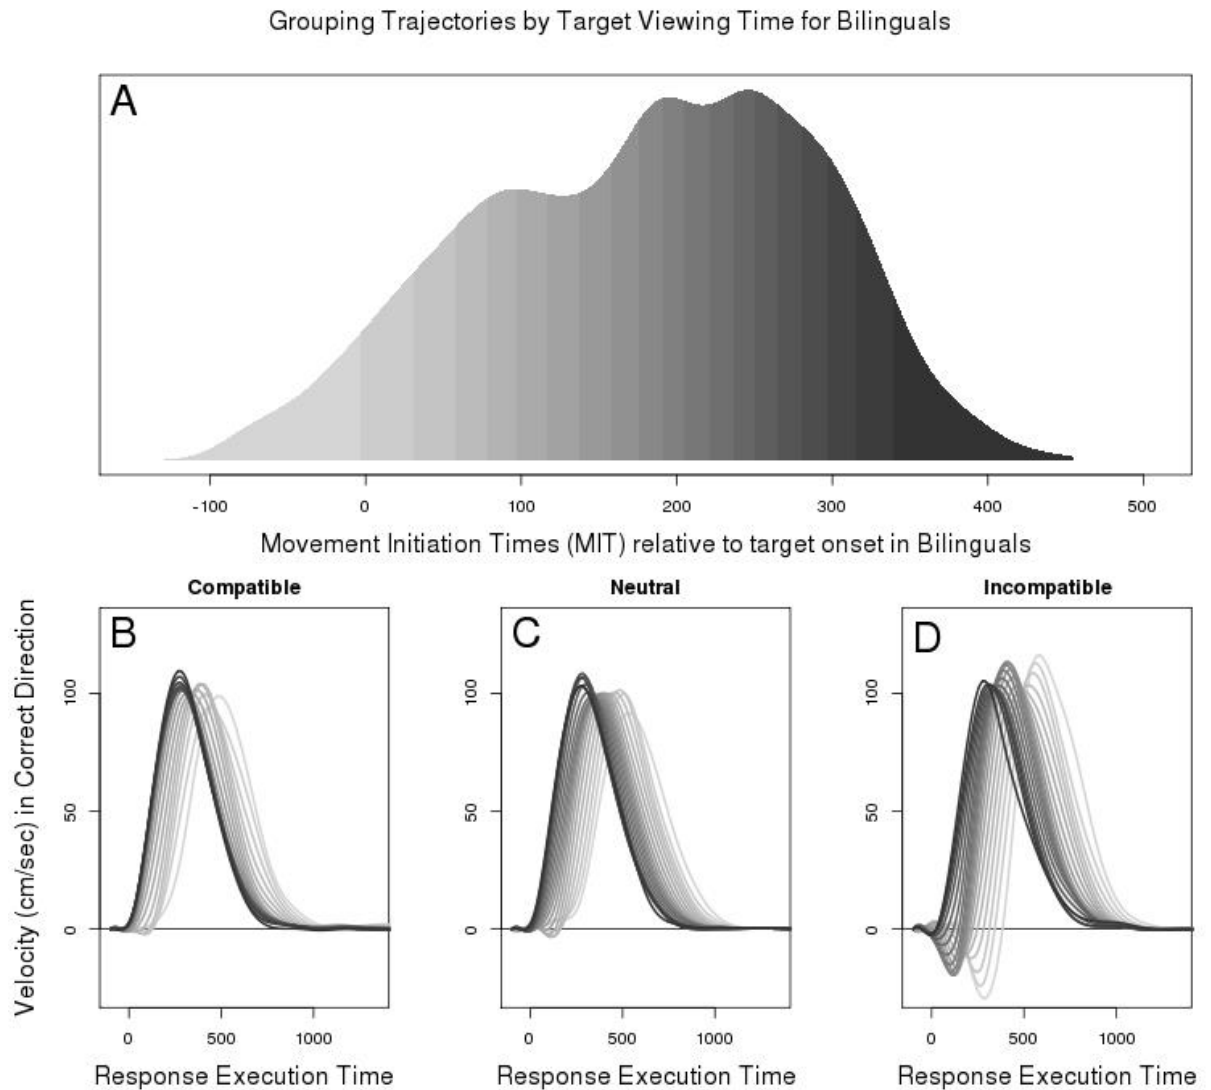 Grouping Trajectories by Target Viewing Time for Bilinguals
A
-100 0 100 200 300 400 500
Movement Initiation Times (MIT) relative to target onset in Bilinguals
Compatible Neutral Incompatible
Velocity (cm/sec) in Correct Direction
B
100
50
0
0 500 1000
Response Execution Time
C
100
50
0
0 500 1000
Response Execution Time
D
100
50
0
0 500 1000
Response Execution Time